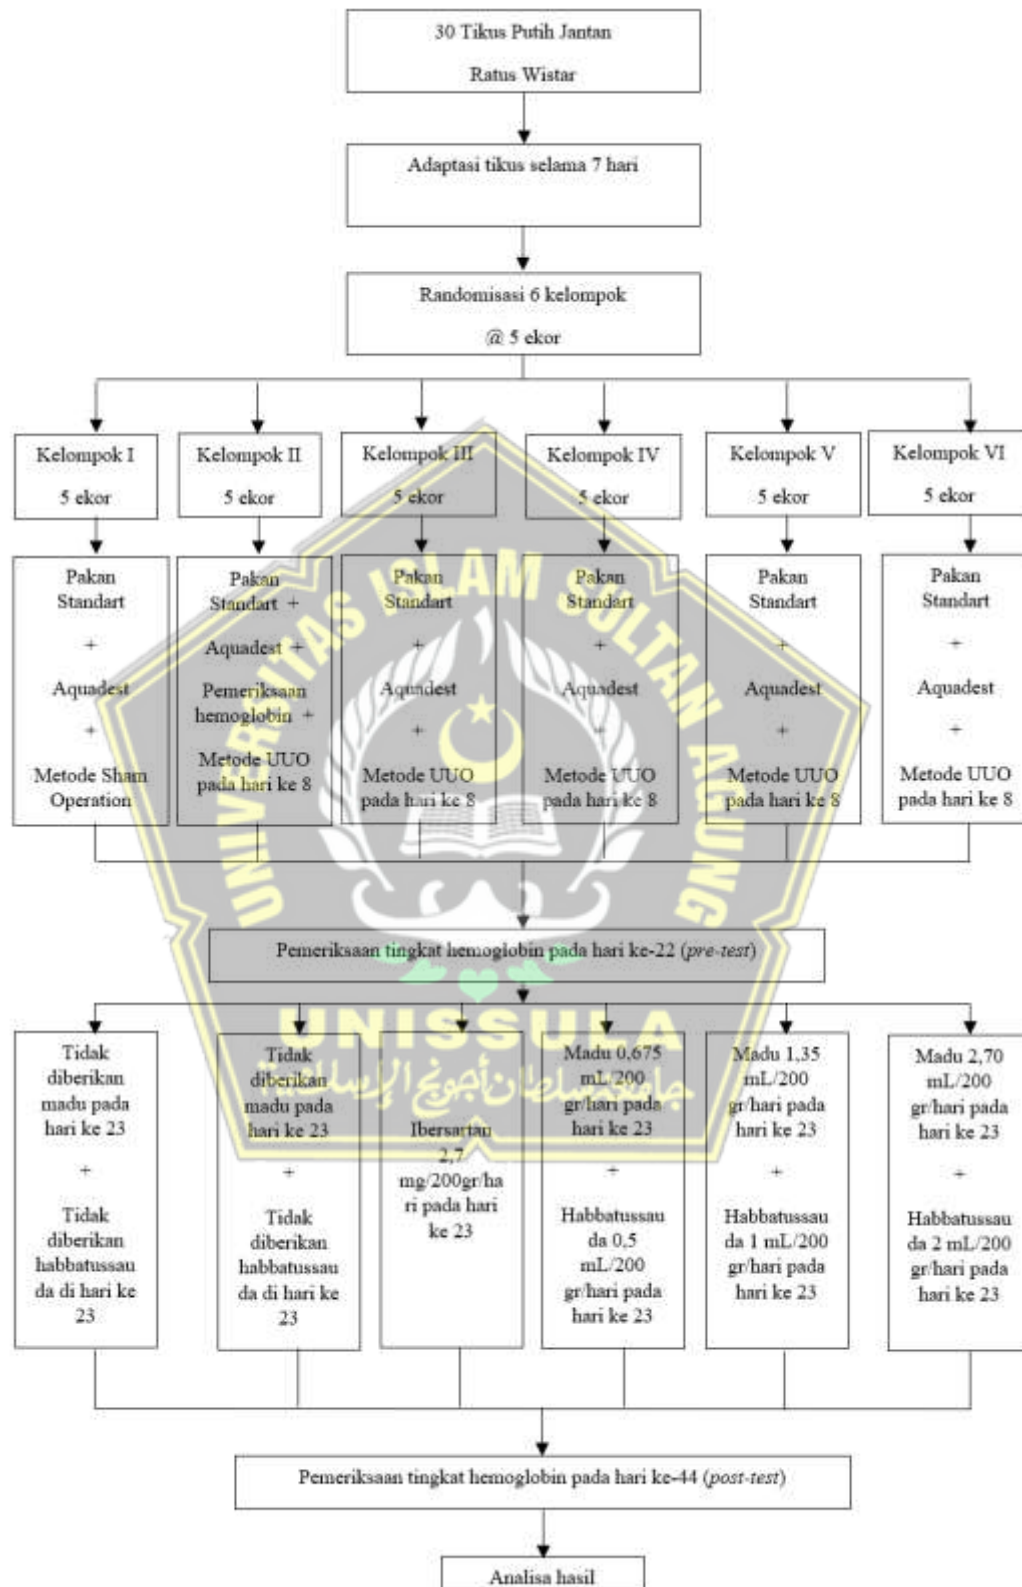 30 Tikus Putih Jantan
Ratus Wistar
Adaptasi tikus selama 7 hari
Randomisasi 6 kelompok
@ 5 ekor
Kelompok I
5 ekor
Kelompok II
5 ekor
Kelompok III
5 ekor
Kelompok IV
5 ekor
Kelompok V
5 ekor
Kelompok VI
5 ekor
Pakan
Standart
+
Aquadest
+
Metode Sham
Operation
Pakan
Standart +
Aquadest +
Pemeriksaan
hemoglobin +
Metode UUO
pada hari ke 8
Pakan
Standart
+
Aquadest
+
Metode UUO
pada hari ke 8
Pakan
Standart
+
Aquadest
+
Metode UUO
pada hari ke 8
Pakan
Standart
+
Aquadest
+
Metode UUO
pada hari ke 8
Pakan
Standart
+
Aquadest
+
Metode UUO
pada hari ke 8
UNIVERSITAS ISLAM SULTAN AGUNG
Pemeriksaan tingkat hemoglobin pada hari ke-22 (pre-test)
UNISSULA
جامعة سلطان أجونج الإسلامية
Tidak
diberikan
madu pada
hari ke 23
+
Tidak
diberikan
habbatussau
da di hari ke
23
Tidak
diberikan
madu pada
hari ke 23
+
Tidak
diberikan
habbatussau
da di hari ke
23
Ibersartan
2,7
mg/200gr/ha
ri pada hari
ke 23
Madu 0,675
mL/200
gr/hari pada
hari ke 23
+
Habbatussau
da 0,5
mL/200
gr/hari pada
hari ke 23
Madu 1,35
mL/200
gr/hari pada
hari ke 23
+
Habbatussau
da 1 mL/200
gr/hari pada
hari ke 23
Madu 2,70
mL/200
gr/hari pada
hari ke 23
+
Habbatussau
da 2 mL/200
gr/hari pada
hari ke 23
Pemeriksaan tingkat hemoglobin pada hari ke-44 (post-test)
Analisa hasil